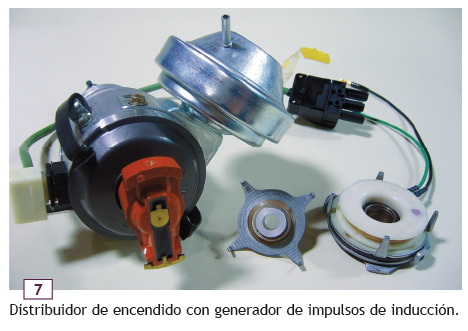 7
Distribuidor de encendido con generador de impulsos de inducción.